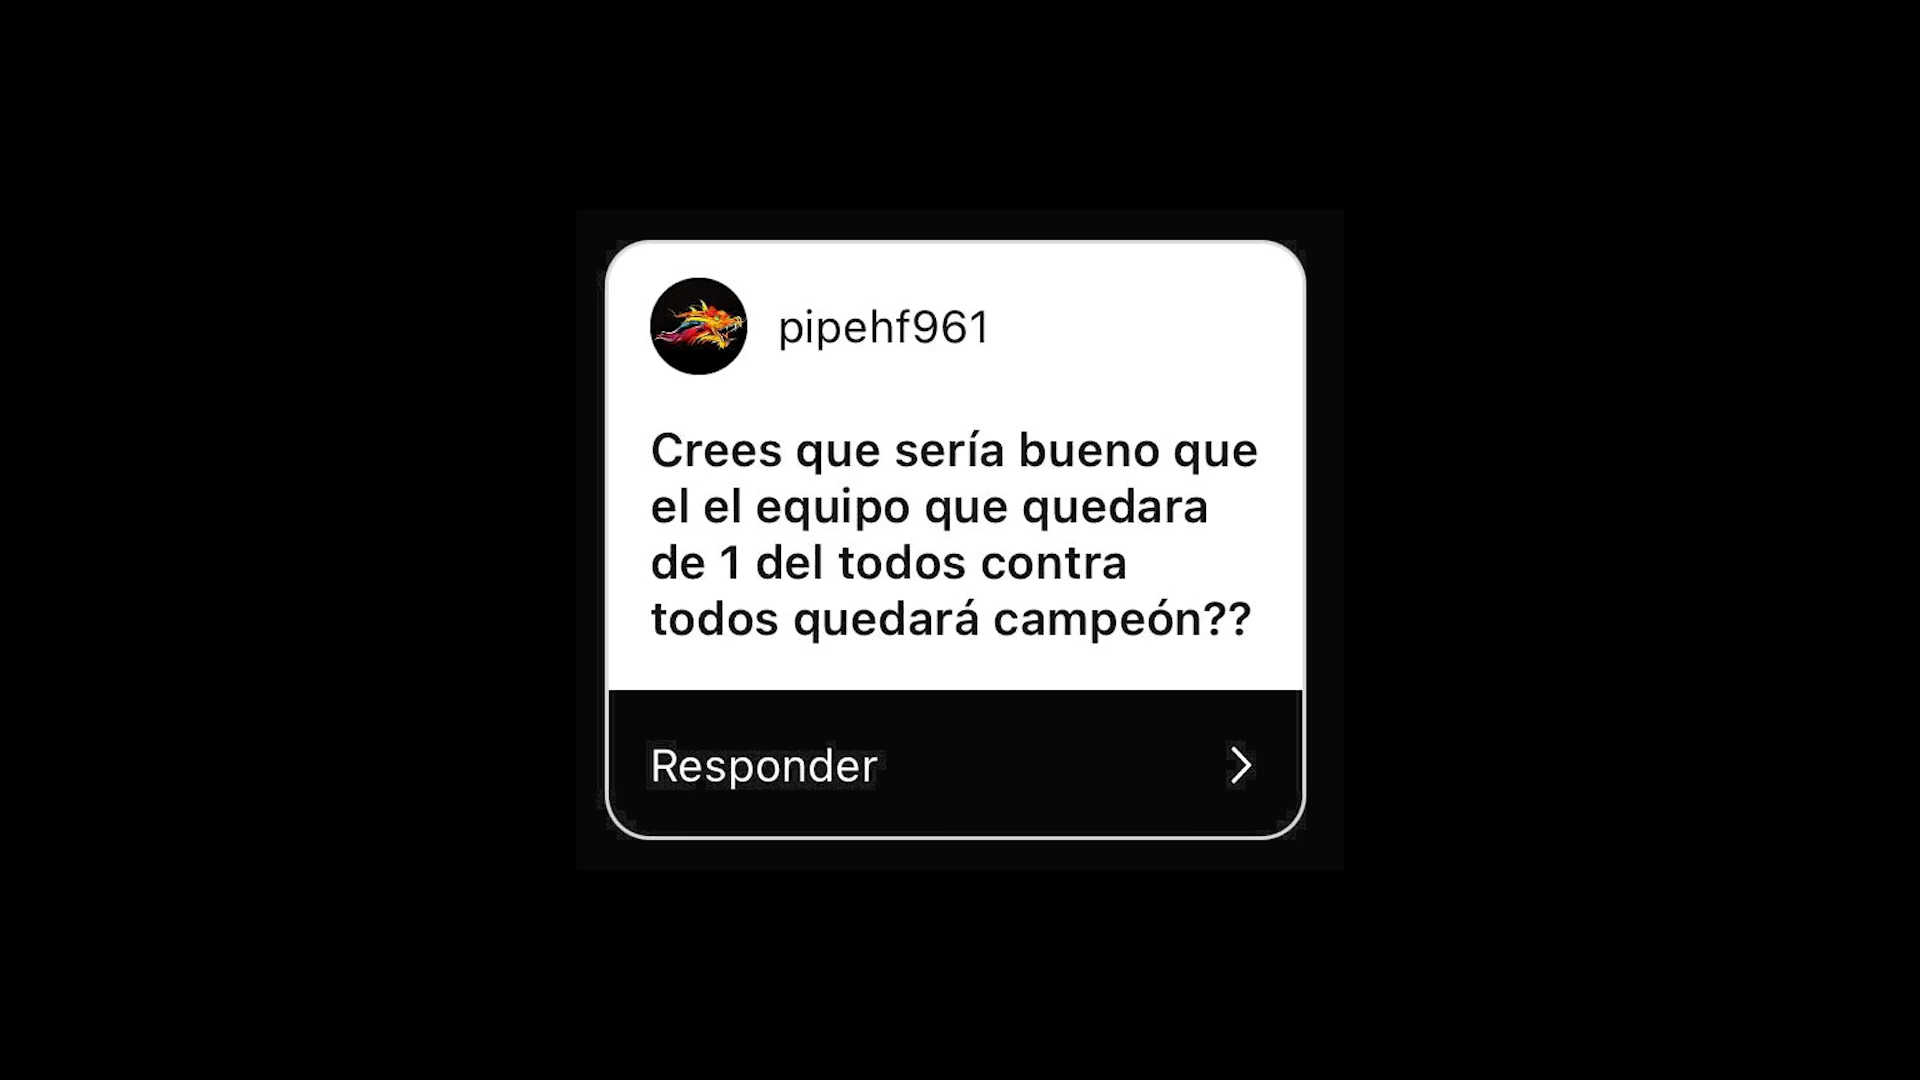 pipehf961
Crees que sería bueno que
el el equipo que quedara
de 1 del todos contra
todos quedará campeón??
Responder